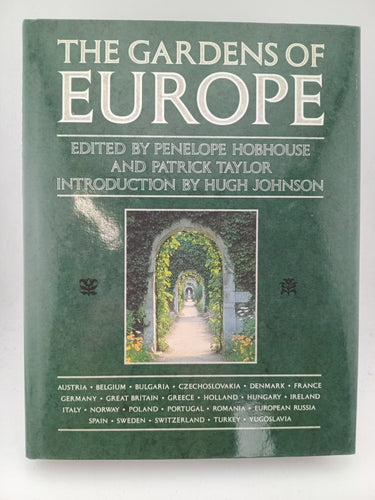 THE GARDENS OF
EUROPE
EDITED BY PENELOPE HOBHOUSE
AND PATRICK TAYLOR
INTRODUCTION BY HUGH JOHNSON
AUSTRIA • BELGIUM • BULGARIA • CZECHOSLOVAKIA • DENMARK • FRANCE
GERMANY • GREAT BRITAIN • GREECE • HOLLAND • HUNGARY • IRELAND
ITALY • NORWAY • POLAND • PORTUGAL • ROMANIA • EUROPEAN RUSSIA
SPAIN • SWEDEN • SWITZERLAND • TURKEY • YUGOSLAVIA